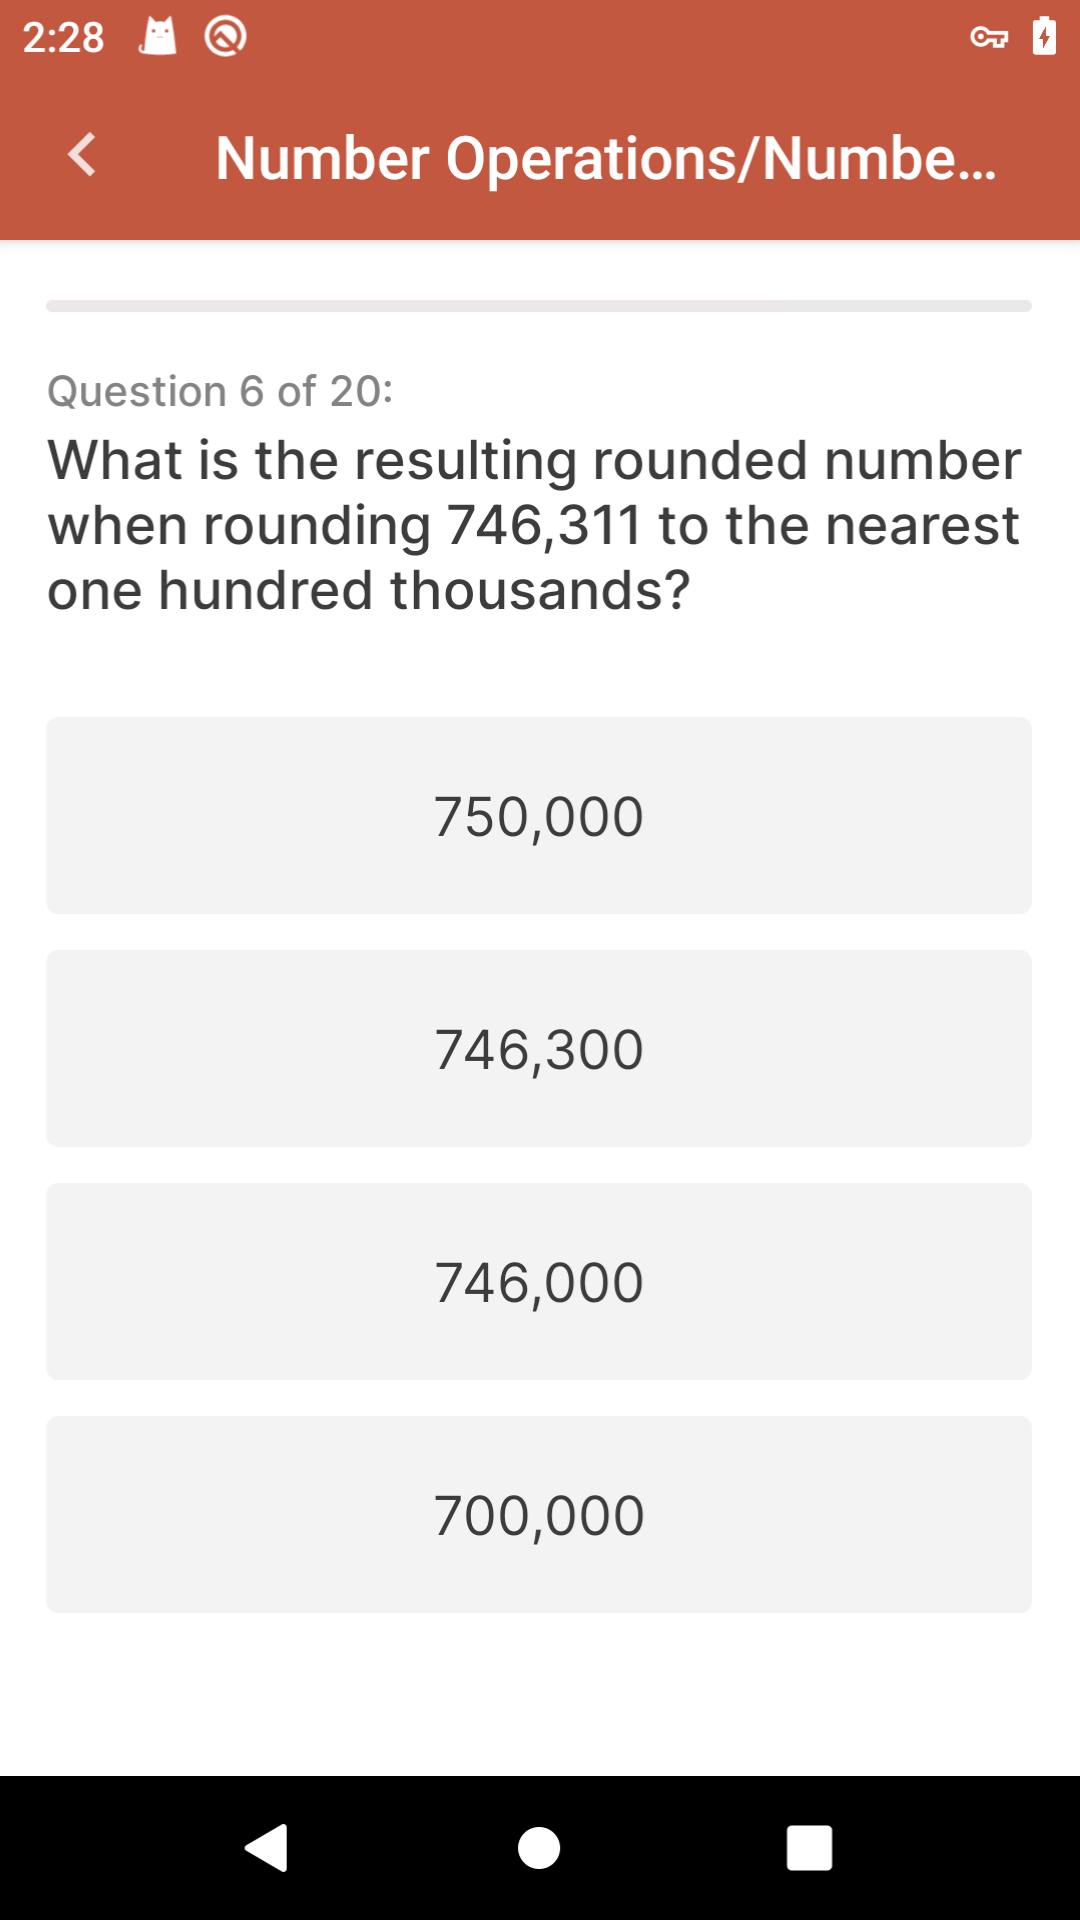 2:28
Number Operations/Numbe...
Question 6 of 20:
What is the resulting rounded number
when rounding 746,311 to the nearest
one hundred thousands?
750,000
746,300
746,000
700,000